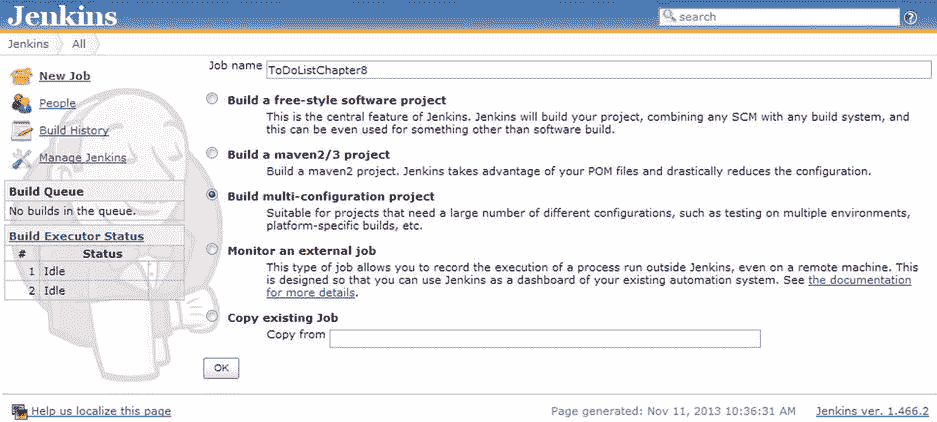 Jenkins
search
Jenkins
All
New Job
People
Build History
Manage Jenkins
Build Queue
No builds in the queue.
Build Executor Status
# Status
1 Idle
2 Idle
Job name ToDoListChapter8
Build a free-style software project
This is the central feature of Jenkins. Jenkins will build your project, combining any SCM with any build system, and
this can be even used for something other than software build.
Build a maven2/3 project
Build a maven2 project. Jenkins takes advantage of your POM files and drastically reduces the configuration.
Build multi-configuration project
Suitable for projects that need a large number of different configurations, such as testing on multiple environments,
platform-specific builds, etc.
Monitor an external job
This type of job allows you to record the execution of a process run outside Jenkins, even on a remote machine. This
is designed so that you can use Jenkins as a dashboard of your existing automation system. See the documentation
for more details.
Copy existing Job
Copy from
OK
Help us localize this page
Page generated: Nov 11, 2013 10:36:31 AM
Jenkins ver. 1.466.2